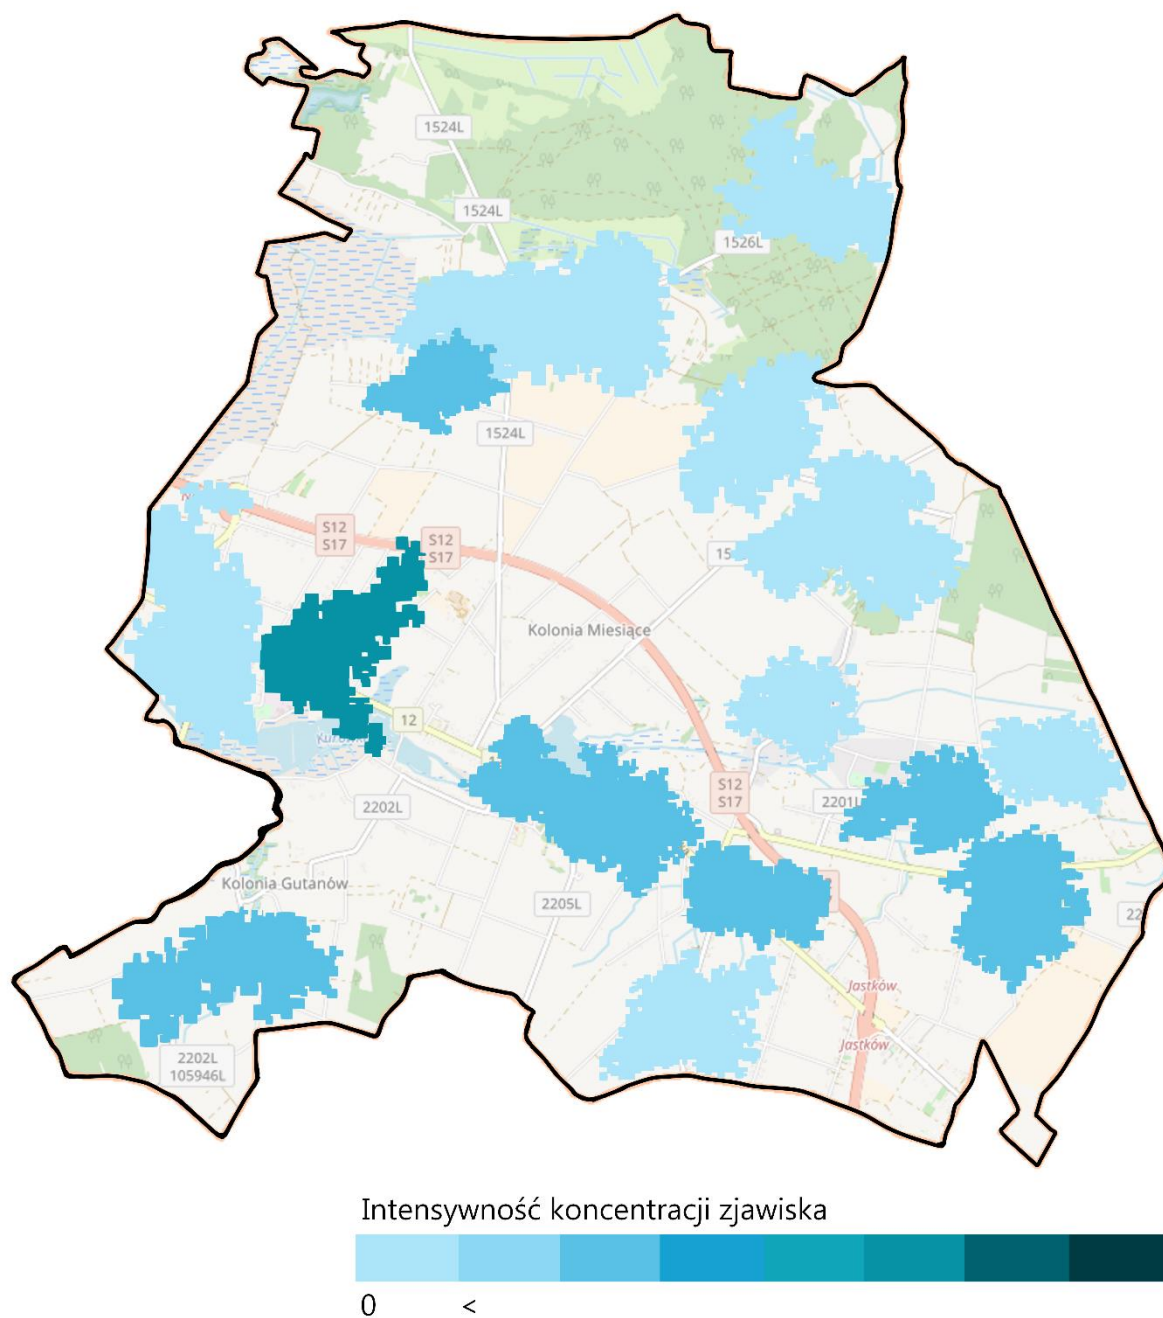 1524L
1524L
1526L
1524L
S12
S17
S12
S17
15
Kolonia Miesiące
12
2202L
S12
S17
2201L
Kolonia Gutanów
2205L
22
Jastków
Jastków
2202L
105946L
Intensywność koncentracji zjawiska
0 <